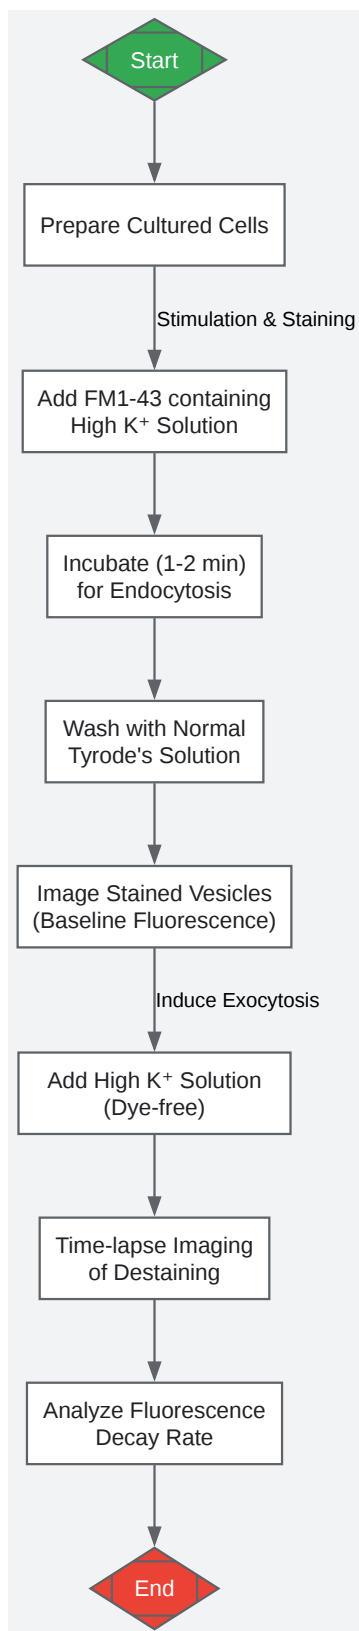 Start
Prepare Cultured Cells
Stimulation & Staining
Add FM1-43 containing
High K⁺ Solution
Incubate (1-2 min)
for Endocytosis
Wash with Normal
Tyrode's Solution
Image Stained Vesicles
(Baseline Fluorescence)
Induce Exocytosis
Add High K⁺ Solution
(Dye-free)
Time-lapse Imaging
of Destaining
Analyze Fluorescence
Decay Rate
End